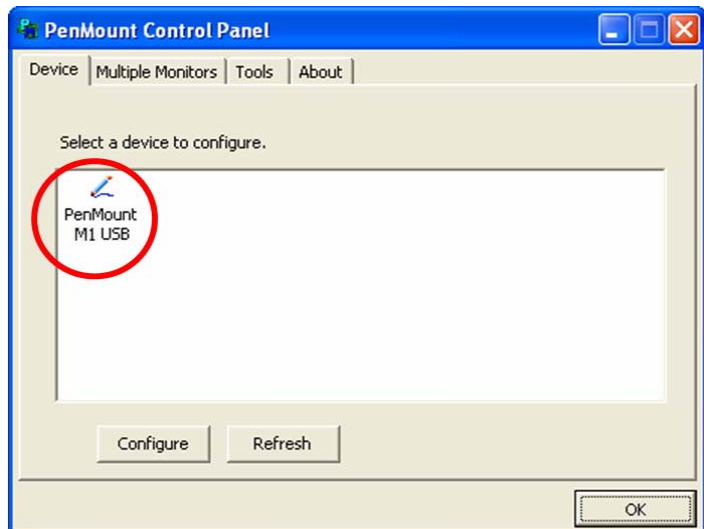 PenMount Control Panel
Device Multiple Monitors Tools About
Select a device to configure.
PenMount
M1 USB
Configure Refresh
OK